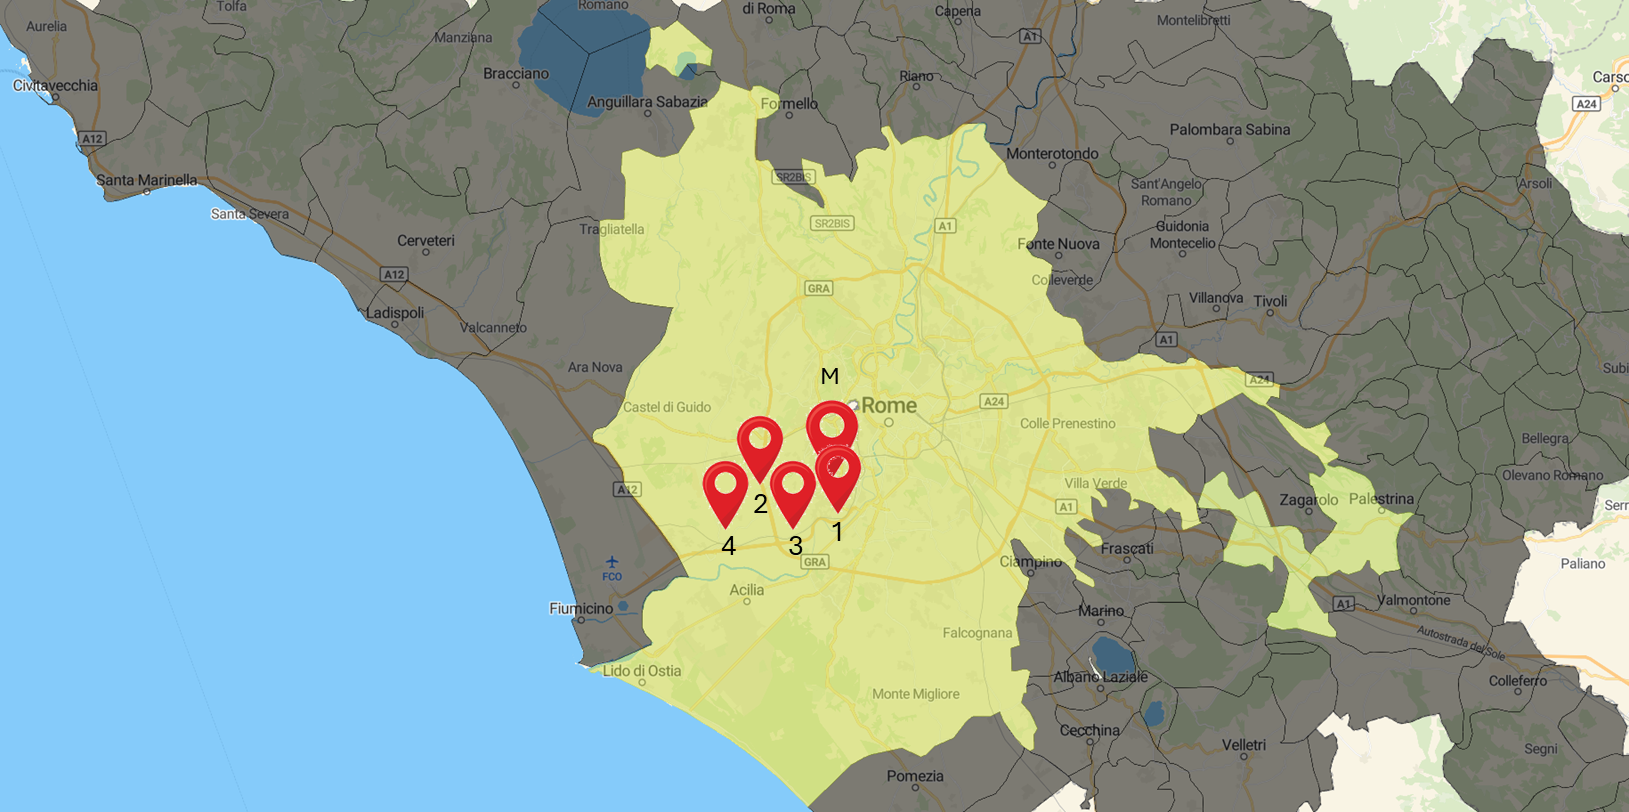 Aurelia
Tolfa
Romano
di Roma
Capena
Montelibretti
Manziana
A1
Civitavecchia
Bracciano
Riano
Carso
Anguillara Sabazia
Formello
A24
A12
Palombara Sabina
Monterotondo
Santa Marinella
SR2BIS
Sant'Angelo
Romano
Arsoli
Santa Severa
Tragliatella
SR2BIS
A1
Guidonia
Montecelio
Cerveteri
Fonte Nuova
A12
GRA
Colleverde
Villanova
Tivoli
Ladispoli
Valcanneto
A1
Ara Nova
M
Subi
A24
Castel di Guido
Rome
A24
Colle Prenestino
Bellegra
Olevano Romano
A12
2
Villa Verde
Zagarolo
Palestrina
A1
Serr
4
3
1
FCO
GRA
Ciampino
Frascati
Paliano
Acilia
Fiumicino
Marino
A1
Valmontone
Falcognana
Autostrada del Sole
Lido di Ostia
Albano Laziale
Colleferro
Monte Migliore
Cecchina
Velletri
Segni
Pomezia